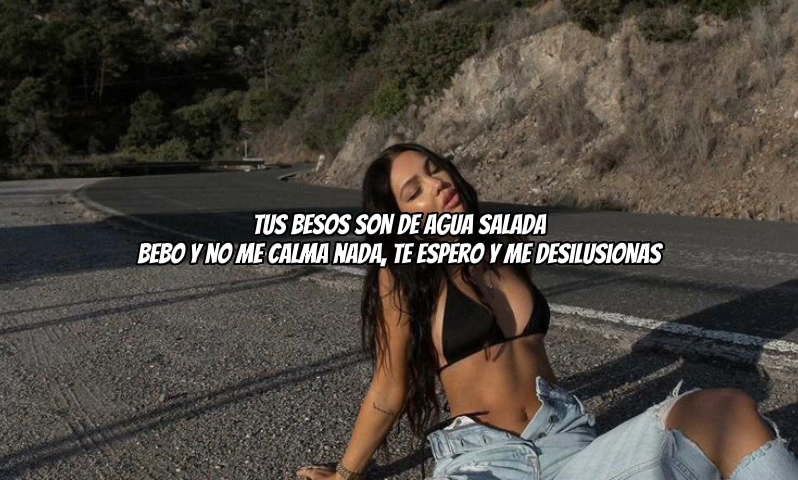 TUS BESOS SON DE AGUA SALADA
BEBO Y NO ME CALMA NADA, TE ESPERO Y ME DESILUSIONAS